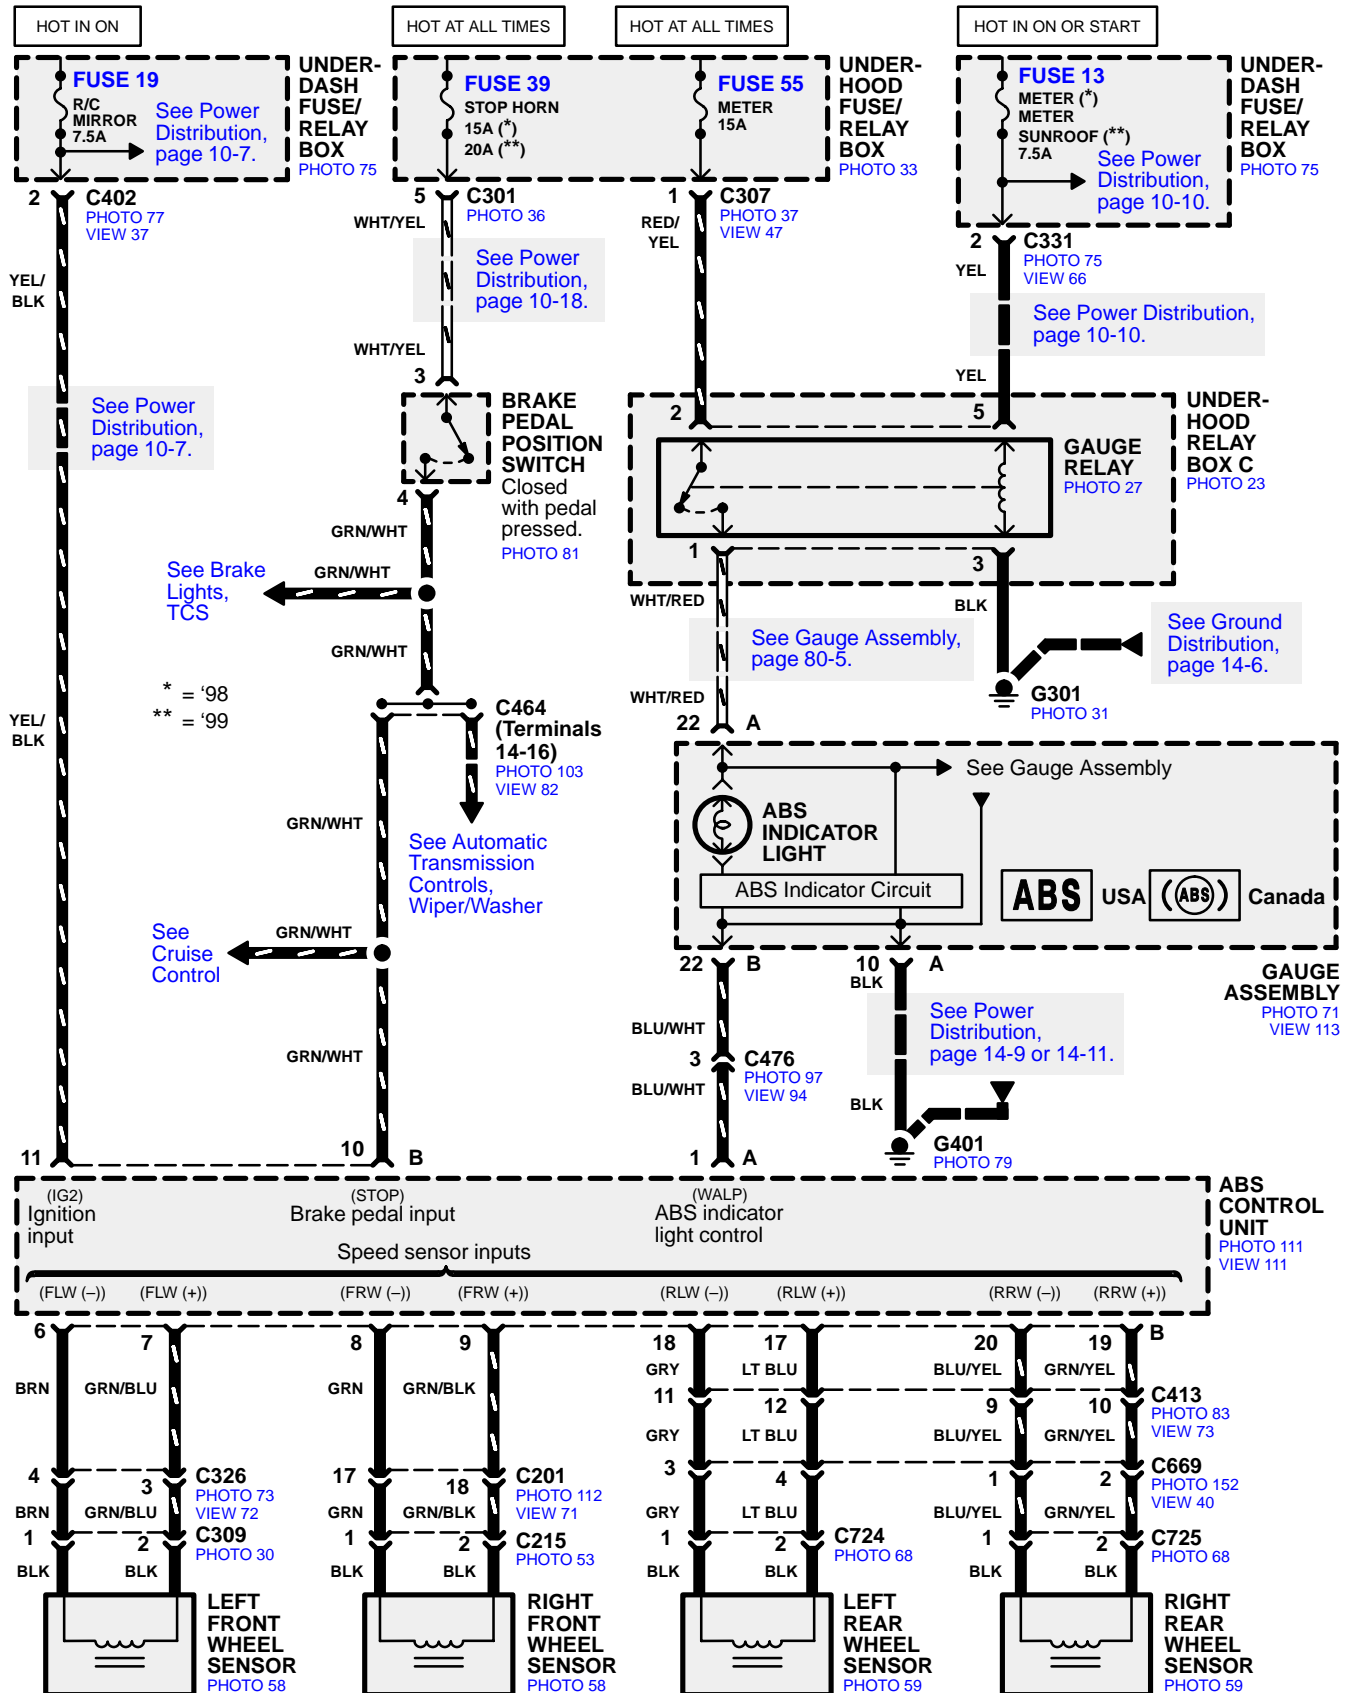 HOT IN ON
HOT AT ALL TIMES
HOT AT ALL TIMES
HOT IN ON OR START
FUSE 19
R/C
MIRROR
7.5A
See Power
Distribution,
page 10-7.
UNDER-
DASH
FUSE/
RELAY
BOX
PHOTO 75
FUSE 39
STOP HORN
15A (*)
20A (**)
FUSE 55
METER
15A
UNDER-
HOOD
FUSE/
RELAY
BOX
PHOTO 33
FUSE 13
METER (*)
METER
SUNROOF (**)
7.5A
See Power
Distribution,
page 10-10.
UNDER-
DASH
FUSE/
RELAY
BOX
PHOTO 75
2
C402
PHOTO 77
VIEW 37
5
C301
PHOTO 36
WHT/YEL
1
C307
PHOTO 37
VIEW 47
RED/
YEL
2
C331
PHOTO 75
VIEW 66
YEL
YEL/
BLK
See Power
Distribution,
page 10-18.
See Power Distribution,
page 10-10.
WHT/YEL
3
YEL
See Power
Distribution,
page 10-7.
4
BRAKE
PEDAL
POSITION
SWITCH
Closed
with pedal
pressed.
PHOTO 81
2
5
GAUGE
RELAY
PHOTO 27
UNDER-
HOOD
RELAY
BOX C
PHOTO 23
GRN/WHT
1
3
See Brake
Lights,
TCS
GRN/WHT
WHT/RED
BLK
GRN/WHT
See Gauge Assembly,
page 80-5.
See Ground
Distribution,
page 14-6.
* = ‘98
** = ‘99
WHT/RED
G301
PHOTO 31
YEL/
BLK
C464
(Terminals
14-16)
PHOTO 103
VIEW 82
22
A
See Gauge Assembly
GRN/WHT
See Automatic
Transmission
Controls,
Wiper/Washer
ABS
INDICATOR
LIGHT
ABS Indicator Circuit
ABS
USA
(ABS)
Canada
See
Cruise
Control
GRN/WHT
22
B
10
A
BLK
GAUGE
ASSEMBLY
PHOTO 71
VIEW 113
GRN/WHT
BLU/WHT
3
C476
PHOTO 97
VIEW 94
BLU/WHT
See Power
Distribution,
page 14-9 or 14-11.
BLK
G401
PHOTO 79
11
10
B
1
A
(IG2)
Ignition
input
(STOP)
Brake pedal input
(WALP)
ABS indicator
light control
Speed sensor inputs
ABS
CONTROL
UNIT
PHOTO 111
VIEW 111
(FLW (–))
(FLW (+))
(FRW (–))
(FRW (+))
(RLW (–))
(RLW (+))
(RRW (–))
(RRW (+))
6
7
8
9
18
17
20
19
B
BRN
GRN/BLU
GRN
GRN/BLK
GRY
LT BLU
BLU/YEL
GRN/YEL
11
12
9
10
C413
PHOTO 83
VIEW 73
GRY
LT BLU
BLU/YEL
GRN/YEL
4
3
C326
PHOTO 73
VIEW 72
17
18
C201
PHOTO 112
VIEW 71
3
4
1
2
C669
PHOTO 152
VIEW 40
BRN
GRN/BLU
GRN
GRN/BLK
GRY
LT BLU
BLU/YEL
GRN/YEL
1
2
C309
PHOTO 30
1
2
C215
PHOTO 53
1
2
C724
PHOTO 68
1
2
C725
PHOTO 68
BLK
BLK
BLK
BLK
BLK
BLK
BLK
BLK
LEFT
FRONT
WHEEL
SENSOR
PHOTO 58
RIGHT
FRONT
WHEEL
SENSOR
PHOTO 58
LEFT
REAR
WHEEL
SENSOR
PHOTO 59
RIGHT
REAR
WHEEL
SENSOR
PHOTO 59